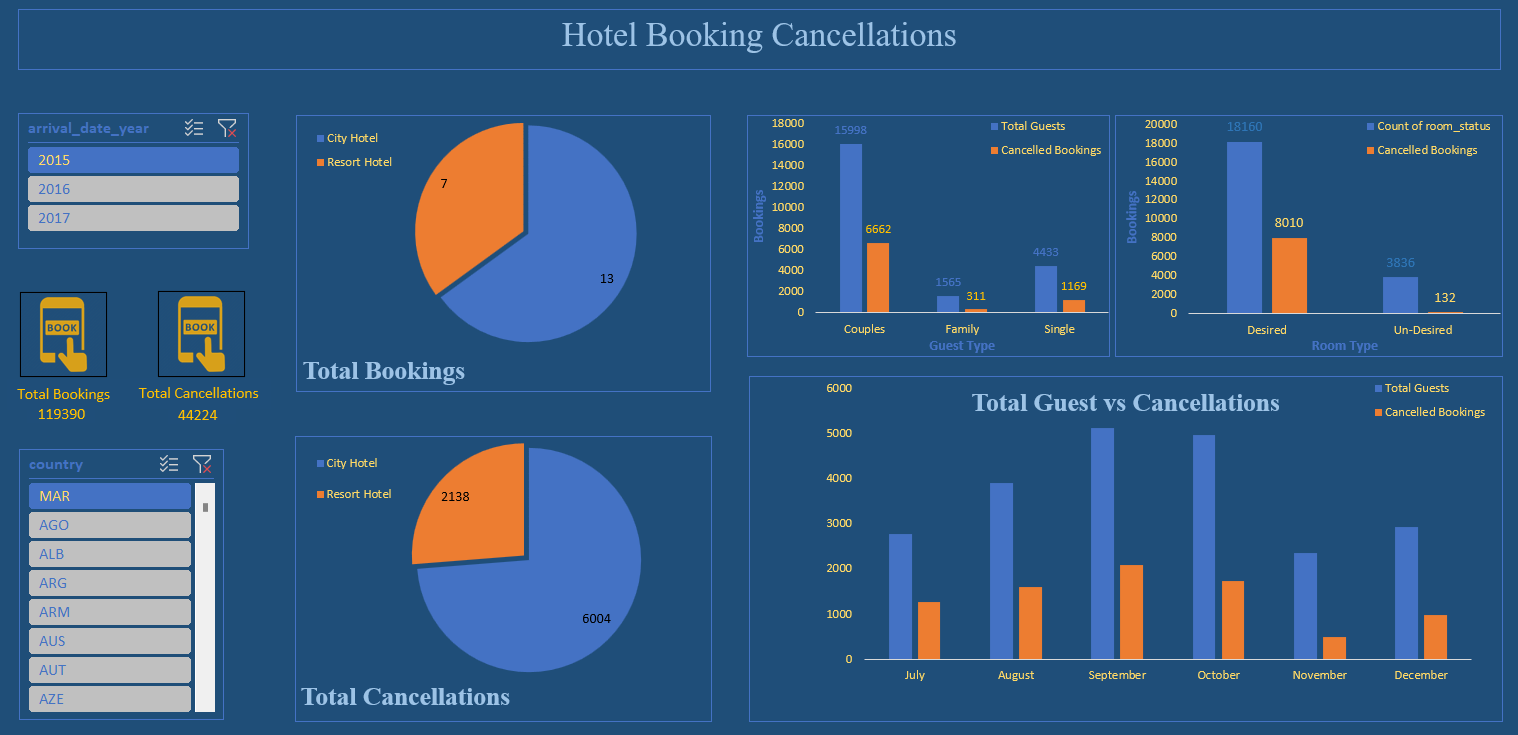 Hotel Booking Cancellations
arrival_date_year
2015
2016
2017
BOOK
BOOK
Total Bookings
119390
Total Cancellations
44224
country
MAR
AGO
ALB
ARG
ARM
AUS
AUT
AZE
City Hotel
Resort Hotel
7
13
Total Bookings
City Hotel
Resort Hotel
2138
6004
Total Cancellations
18000
16000
14000
12000
10000
8000
6000
4000
2000
0
Bookings
15998
6662
1565
311
4433
1169
Total Guests
Cancelled Bookings
Couples
Family
Single
Guest Type
20000
18000
16000
14000
12000
10000
8000
6000
4000
2000
0
Bookings
18160
8010
3836
132
Count of room_status
Cancelled Bookings
Desired
Un-Desired
Room Type
Total Guest vs Cancellations
Total Guests
Cancelled Bookings
6000
5000
4000
3000
2000
1000
0
July
August
September
October
November
December